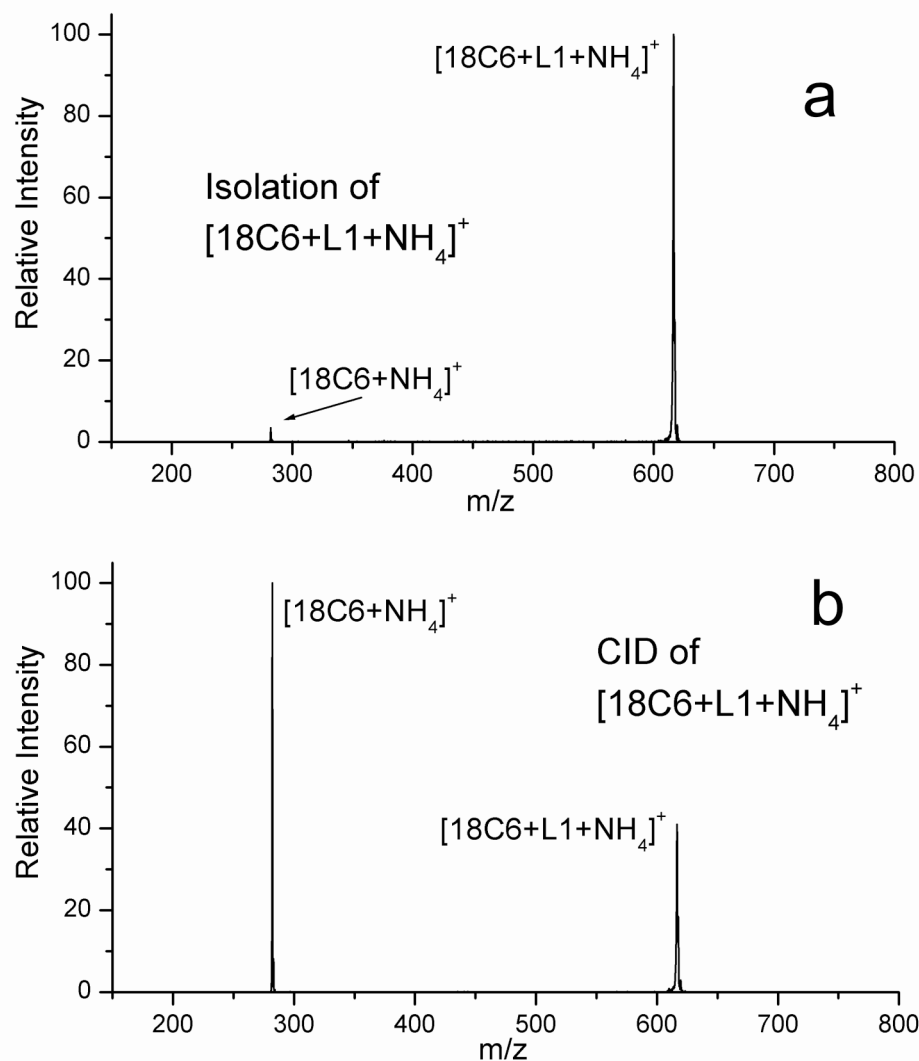 a
[18C6+L1+NH₄]⁺
Isolation of
[18C6+L1+NH₄]⁺
[18C6+NH₄]⁺
Relative Intensity
100
80
60
40
20
0
200 300 400 500 600 700 800
m/z
b
[18C6+NH₄]⁺
CID of
[18C6+L1+NH₄]⁺
[18C6+L1+NH₄]⁺
Relative Intensity
100
80
60
40
20
0
200 300 400 500 600 700 800
m/z